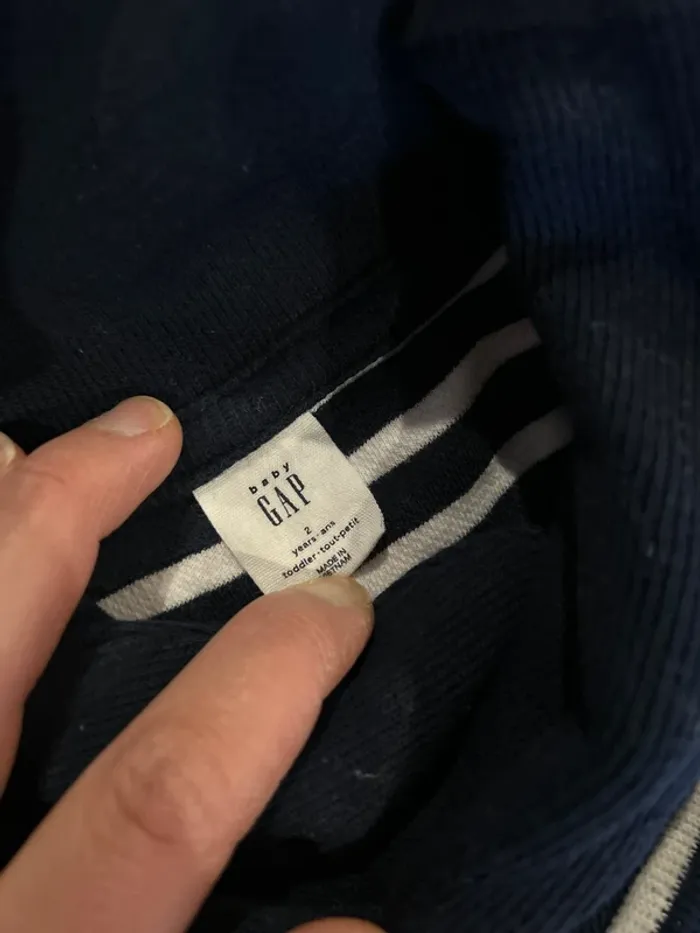 baby
GAP
2
years-ans
toddler·tout-petit
MADE IN